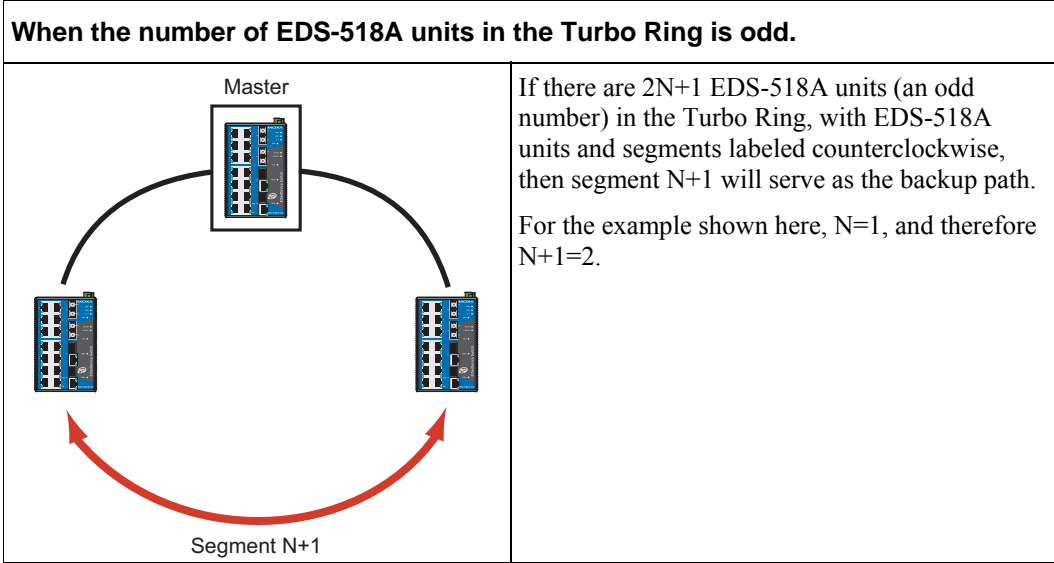 When the number of EDS-518A units in the Turbo Ring is odd.
Master
Segment N+1
If there are 2N+1 EDS-518A units (an odd
number) in the Turbo Ring, with EDS-518A
units and segments labeled counterclockwise,
then segment N+1 will serve as the backup path.
For the example shown here, N=1, and therefore
N+1=2.